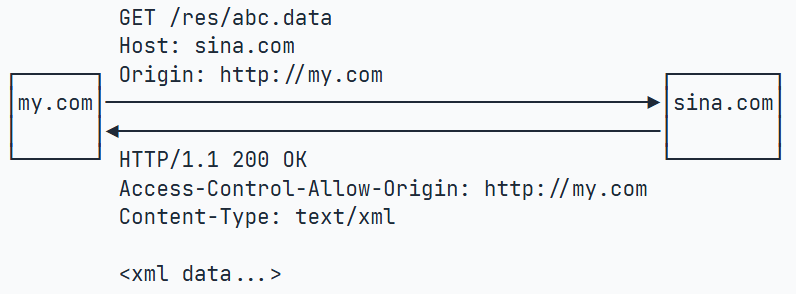 GET /res/abc.data
Host: sina.com
Origin: http://my.com
my.com
sina.com
HTTP/1.1 200 OK
Access-Control-Allow-Origin: http://my.com
Content-Type: text/xml
<xml data...>